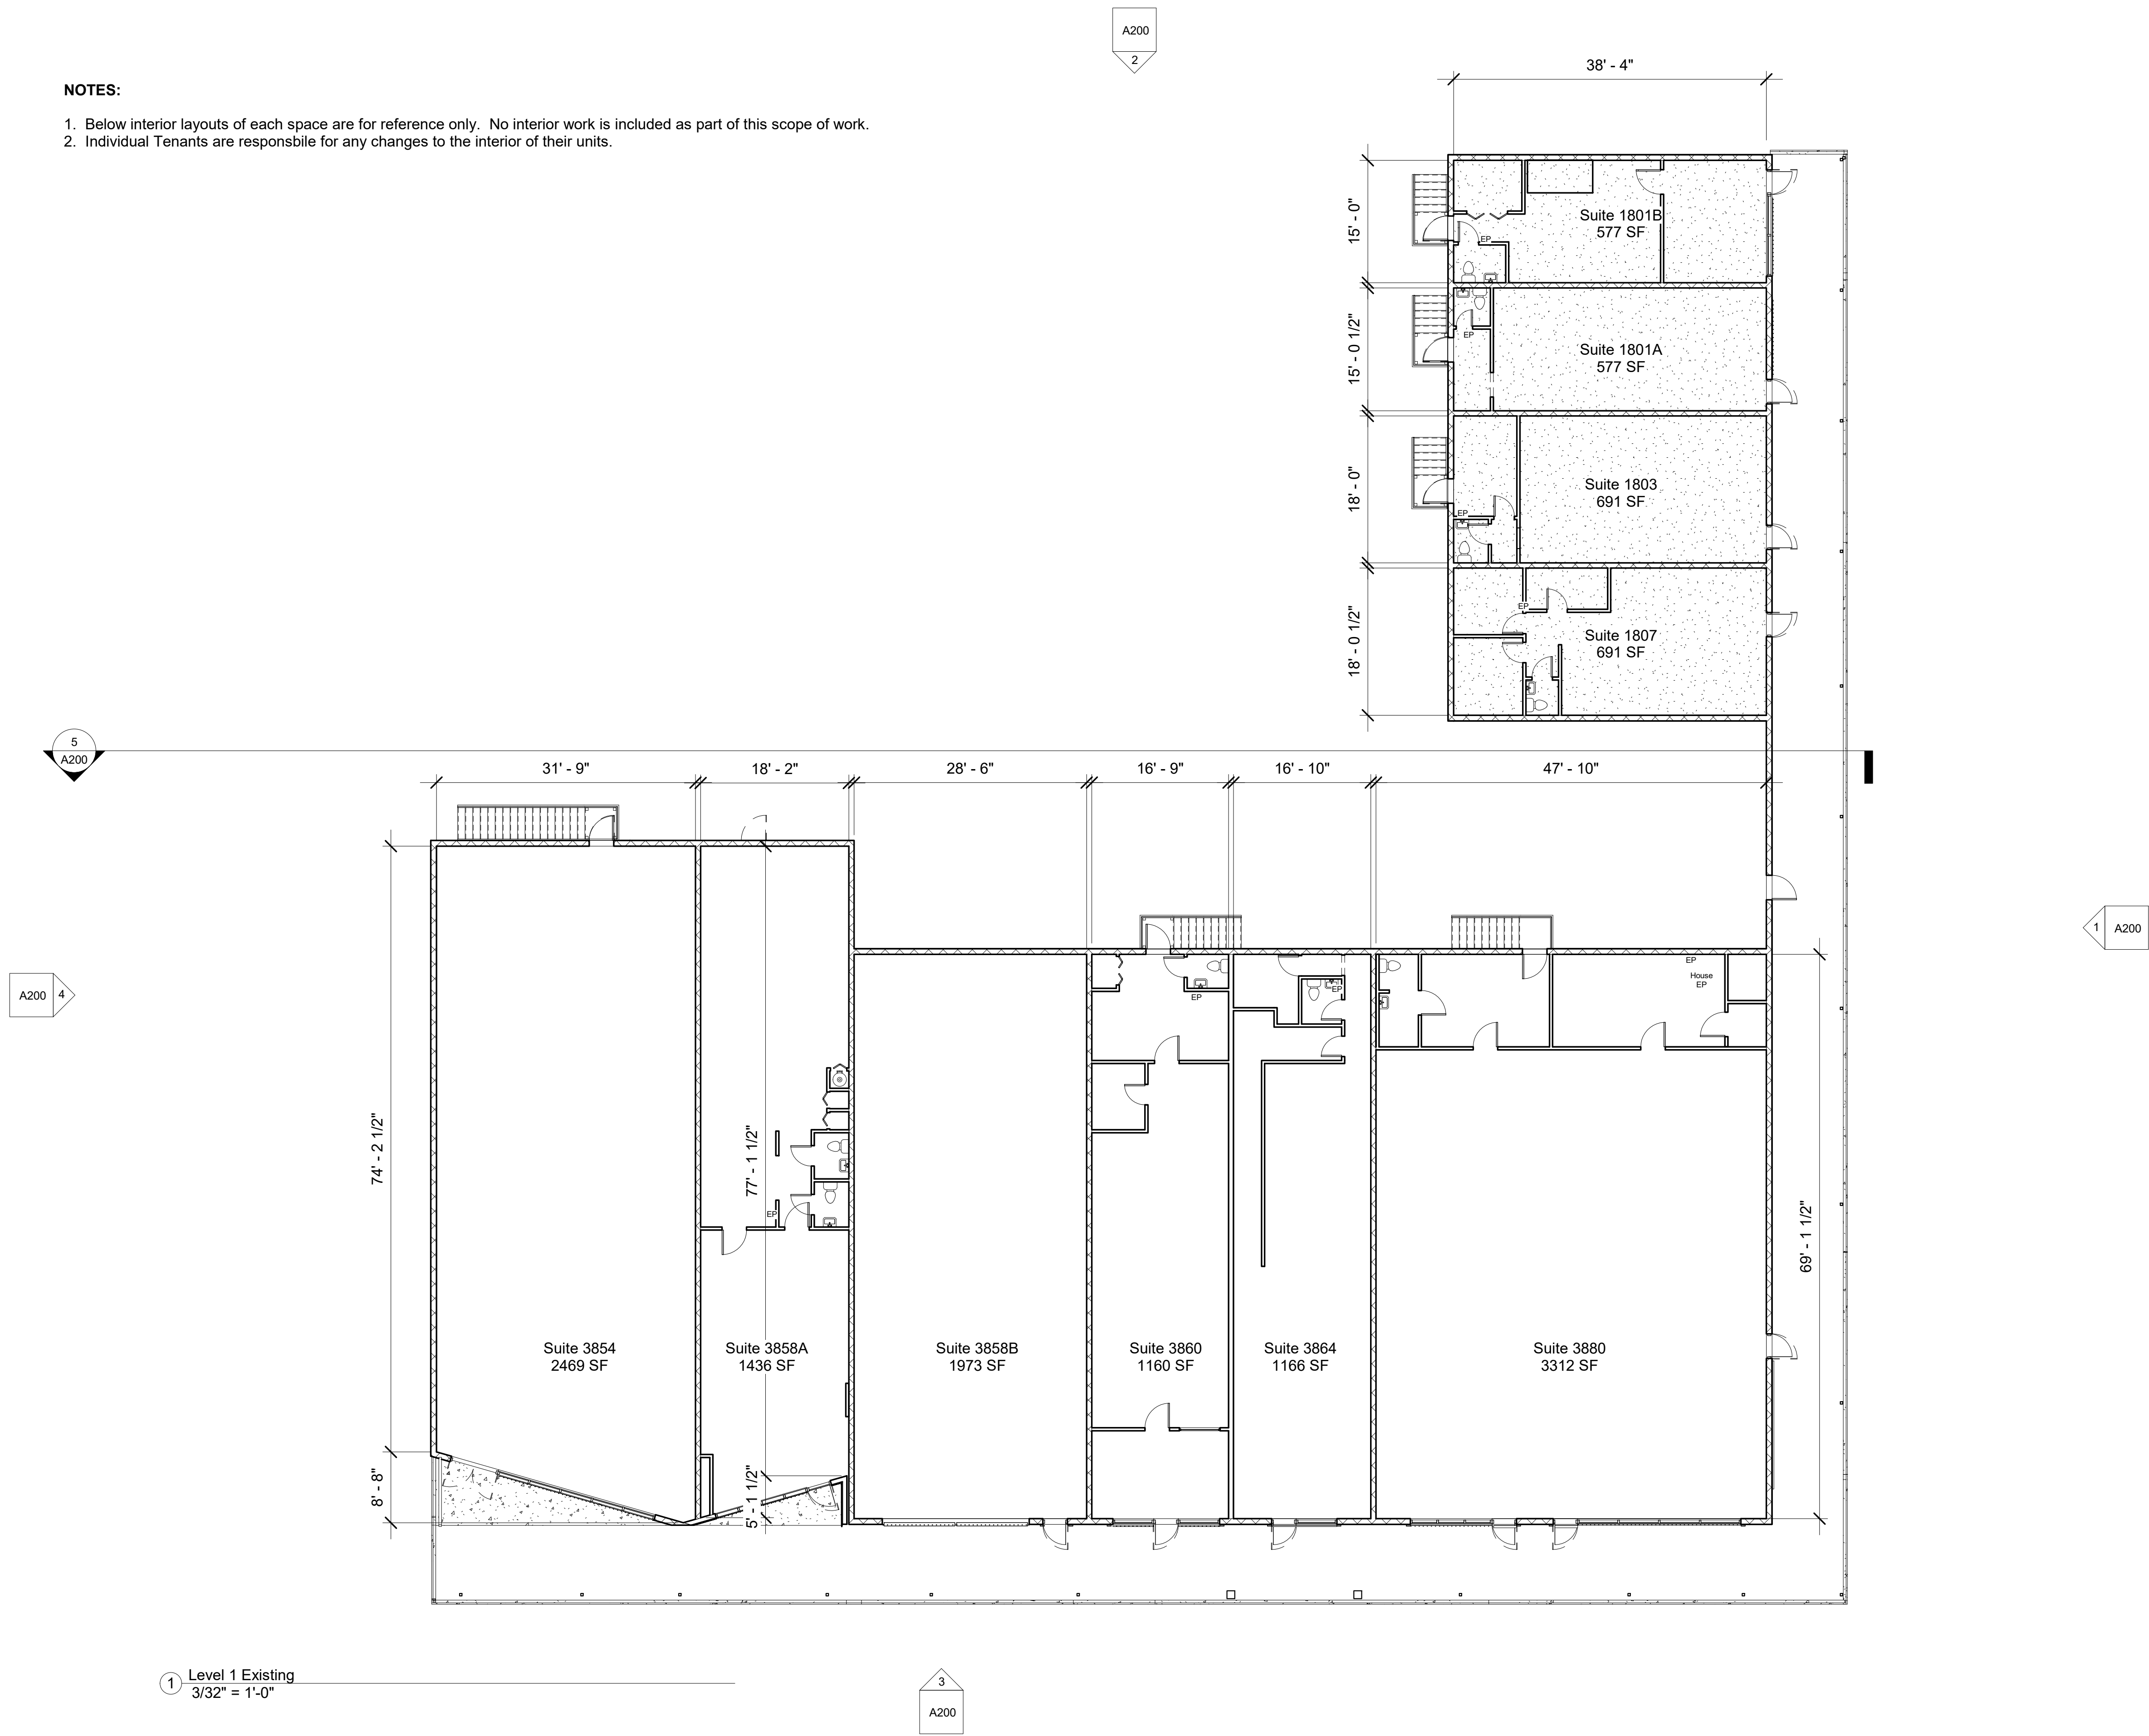 A200
2
NOTES:
1. Below interior layouts of each space are for reference only. No interior work is included as part of this scope of work.
2. Individual Tenants are responsbile for any changes to the interior of their units.
38' - 4"
15' - 0"
Suite 1801B
577 SF
EP
15' - 0 1/2"
EP
Suite 1801A
577 SF
18' - 0"
Suite 1803
691 SF
EP
18' - 0 1/2"
EP
Suite 1807
691 SF
5
A200
31' - 9"
18' - 2"
28' - 6"
16' - 9"
16' - 10"
47' - 10"
1
A200
A200
4
EP
EP
EP
House
EP
74' - 2 1/2"
77' - 1 1/2"
EP
69' - 1 1/2"
Suite 3854
2469 SF
Suite 3858A
1436 SF
Suite 3858B
1973 SF
Suite 3860
1160 SF
Suite 3864
1166 SF
Suite 3880
3312 SF
8' - 8"
5' - 1 1/2"
1
Level 1 Existing
3/32" = 1'-0"
3
A200